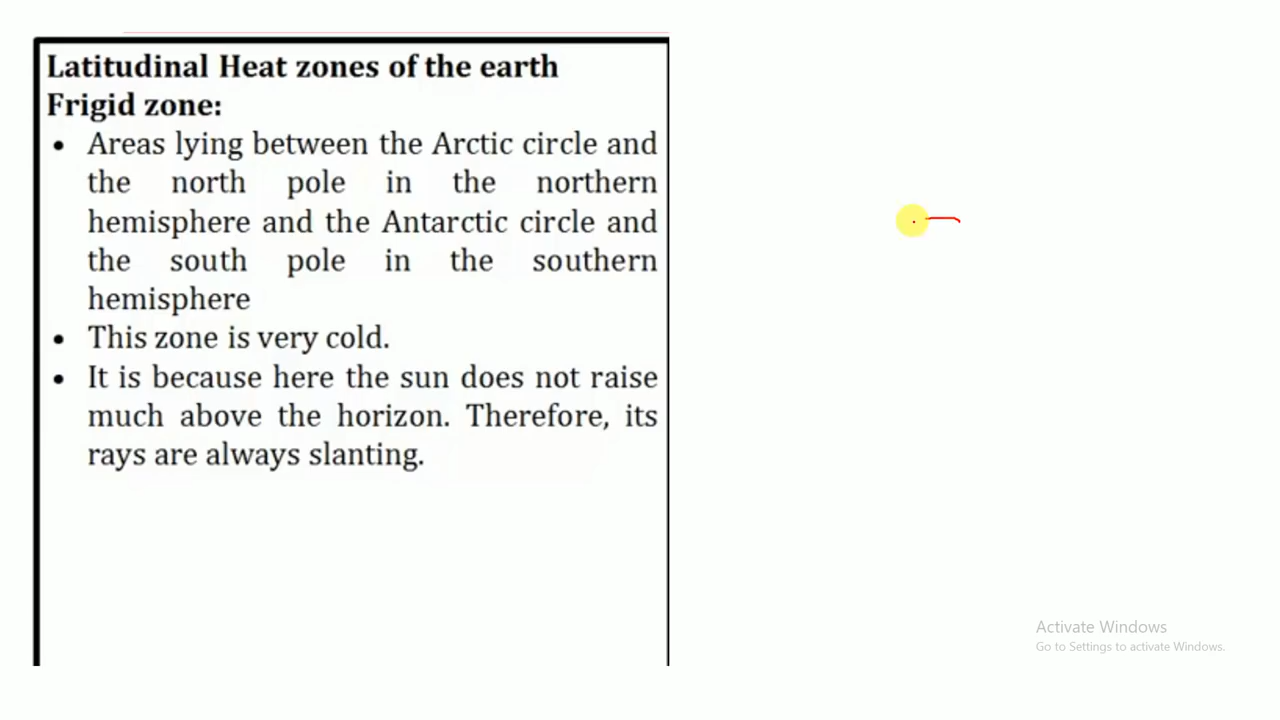 Latitudinal Heat zones of the earth
Frigid zone:
• Areas lying between the Arctic circle and
the north pole in the northern
hemisphere and the Antarctic circle and
the south pole in the southern
hemisphere
• This zone is very cold.
• It is because here the sun does not raise
much above the horizon. Therefore, its
rays are always slanting.
Activate Windows
Go to Settings to activate Windows.